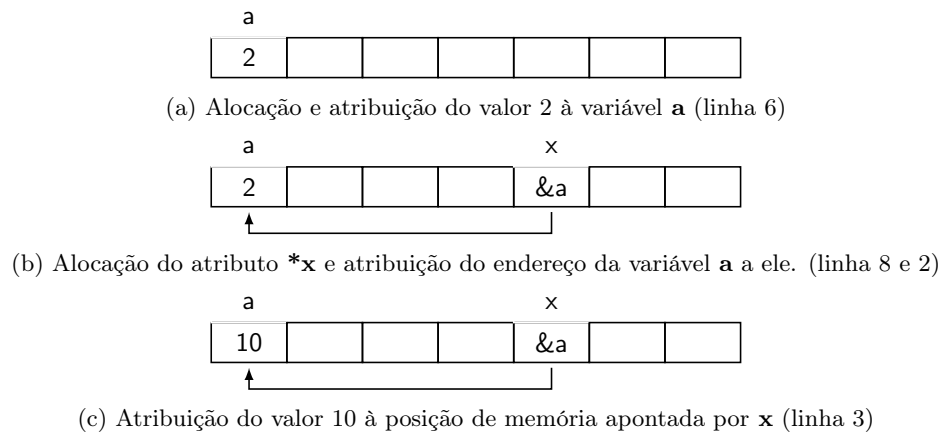 a
2
(a) Alocação e atribuição do valor 2 à variável a (linha 6)
a x
2 &a
(b) Alocação do atributo *x e atribuição do endereço da variável a a ele. (linha 8 e 2)
a x
10 &a
(c) Atribuição do valor 10 à posição de memória apontada por x (linha 3)